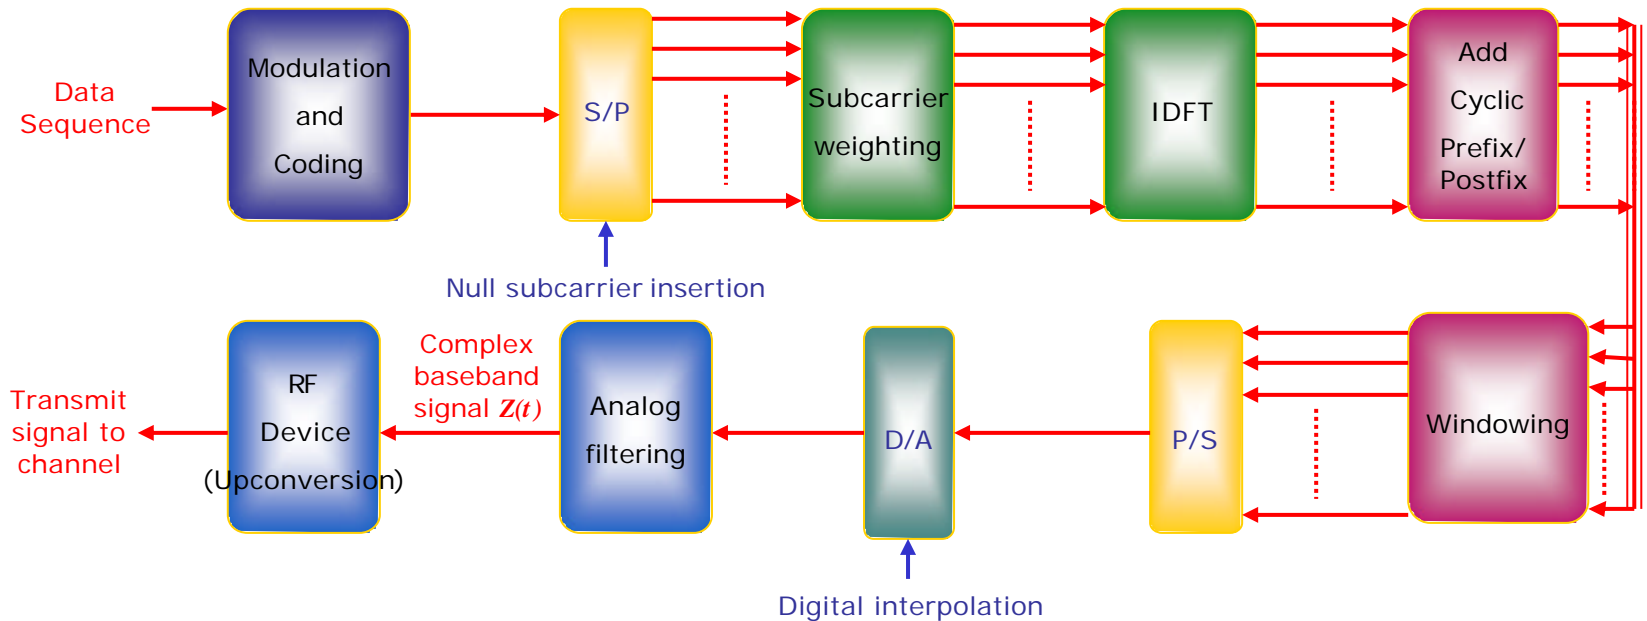 Data
Sequence
Modulation
and
Coding
S/P
Null subcarrier insertion
Subcarrier
weighting
IDFT
Add
Cyclic
Prefix/
Postfix
Transmit
signal to
channel
RF
Device
(Upconversion)
Complex
baseband
signal Z(t)
Analog
filtering
D/A
Digital interpolation
P/S
Windowing